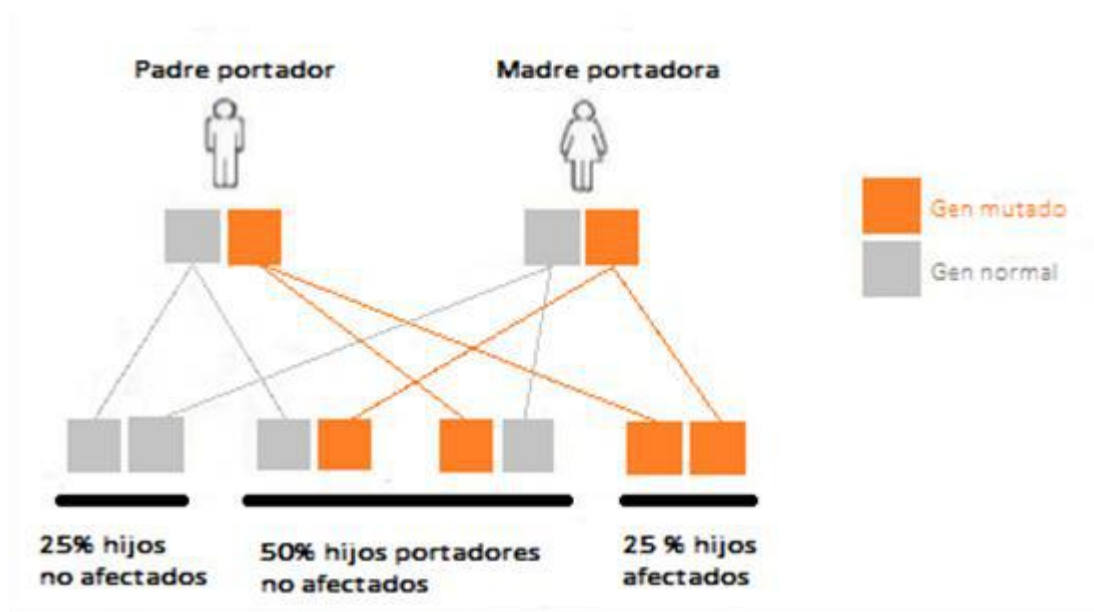 Padre portador
Madre portadora
Gen mutado
Gen normal
25% hijos
no afectados
50% hijos portadores
no afectados
25 % hijos
afectados